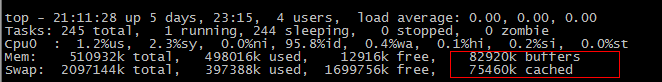 top - 21:11:28 up 5 days, 23:15,  4 users,  load average: 0.00, 0.00, 0.00
Tasks: 245 total,   1 running, 244 sleeping,   0 stopped,   0 zombie
Cpu0  :  1.2%us,  2.3%sy,  0.0%ni, 95.8%id,  0.4%wa,  0.1%hi,  0.2%si,  0.0%st
Mem:    510932k total,   498016k used,    12916k free,    82920k buffers
Swap:  2097144k total,   397388k used,  1699756k free,    75460k cached